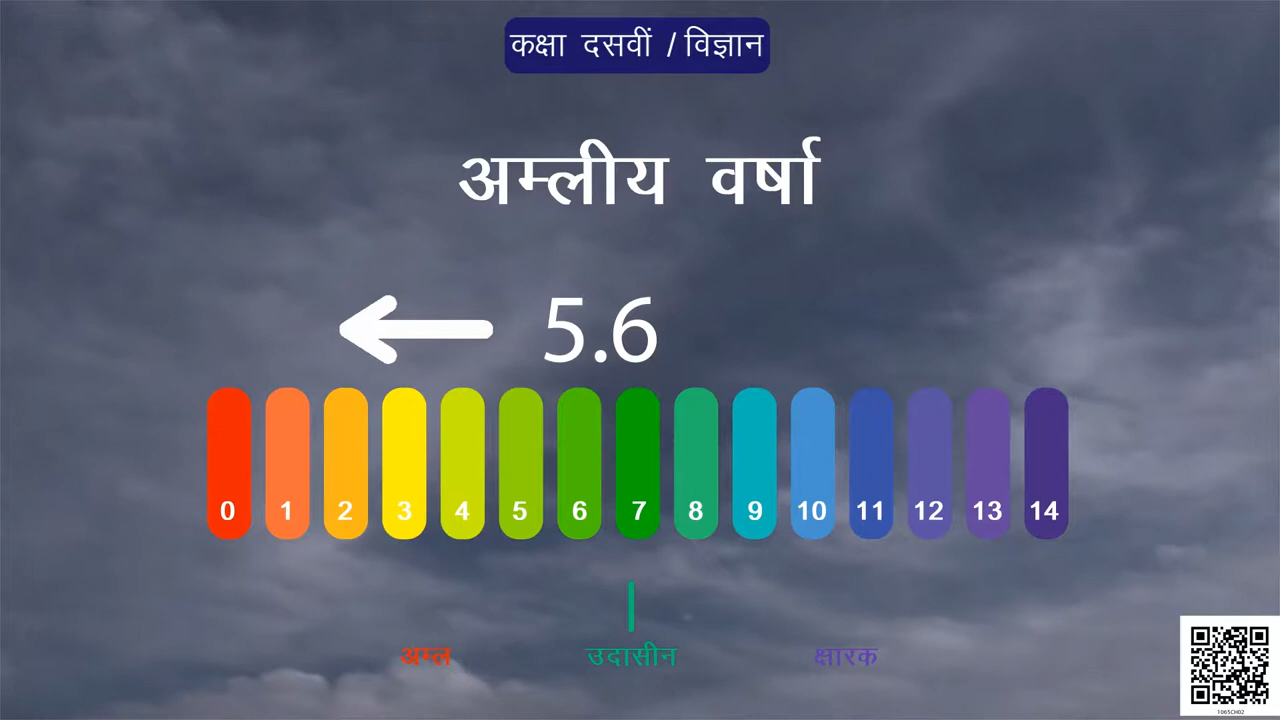 कक्षा दसवीं / विज्ञान
अम्लीय वर्षा
5.6
0 1 2 3 4 5 6 7 8 9 10 11 12 13 14
अम्ल उदासीन क्षारक
1065CH02